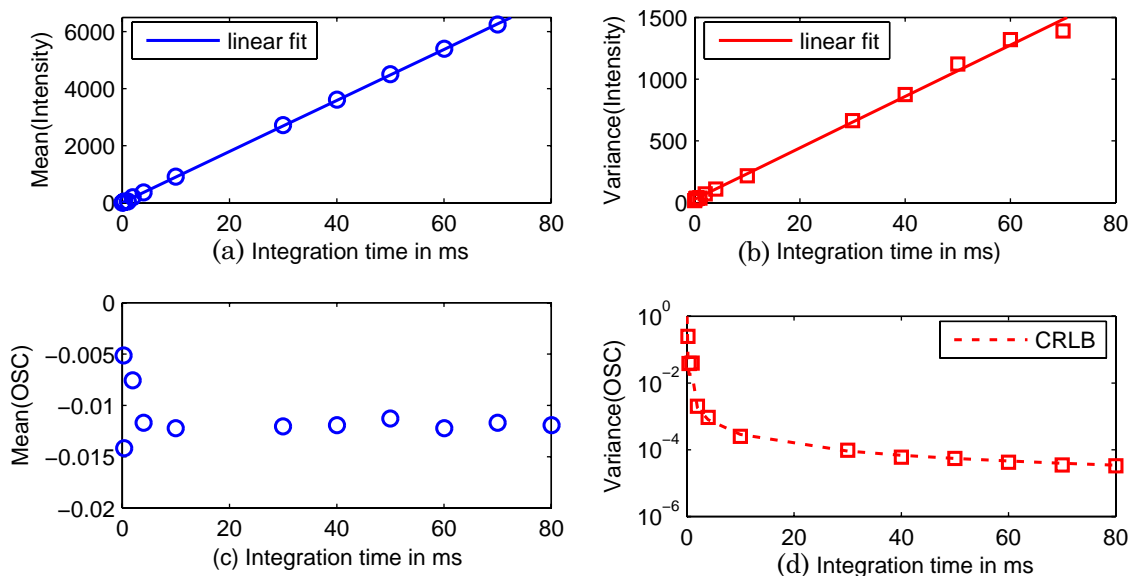 linear fit
Mean(Intensity)
6000
4000
2000
0
0 20 40 60 80
(a) Integration time in ms
linear fit
Variance(Intensity)
1500
1000
500
0
0 20 40 60 80
(b) Integration time in ms)
Mean(OSC)
0
−0.005
−0.01
−0.015
−0.02
0 20 40 60 80
(c) Integration time in ms
CRLB
Variance(OSC)
10^0
10^−2
10^−4
10^−6
0 20 40 60 80
(d) Integration time in ms